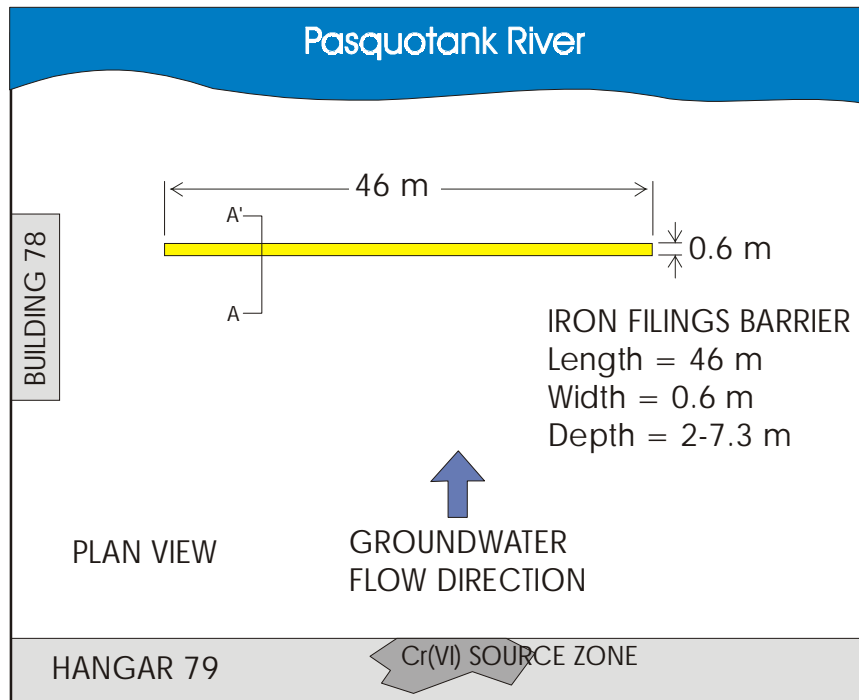 Pasquotank River
46 m
A'
0.6 m
A
BUILDING 78
IRON FILINGS BARRIER
Length = 46 m
Width = 0.6 m
Depth = 2-7.3 m
PLAN VIEW
GROUNDWATER
FLOW DIRECTION
HANGAR 79
Cr(VI) SOURCE ZONE